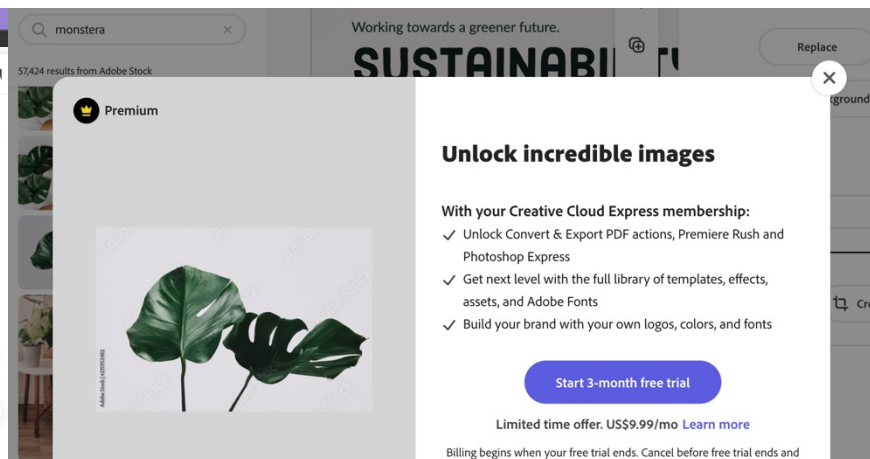 monstera
Working towards a greener future.
57,424 results from Adobe Stock
Replace
Premium
Unlock incredible images
With your Creative Cloud Express membership:
Unlock Convert & Export PDF actions, Premiere Rush and
Photoshop Express
Get next level with the full library of templates, effects,
assets, and Adobe Fonts
Build your brand with your own logos, colors, and fonts
Start 3-month free trial
Limited time offer. US$9.99/mo Learn more
Billing begins when your free trial ends. Cancel before free trial ends and